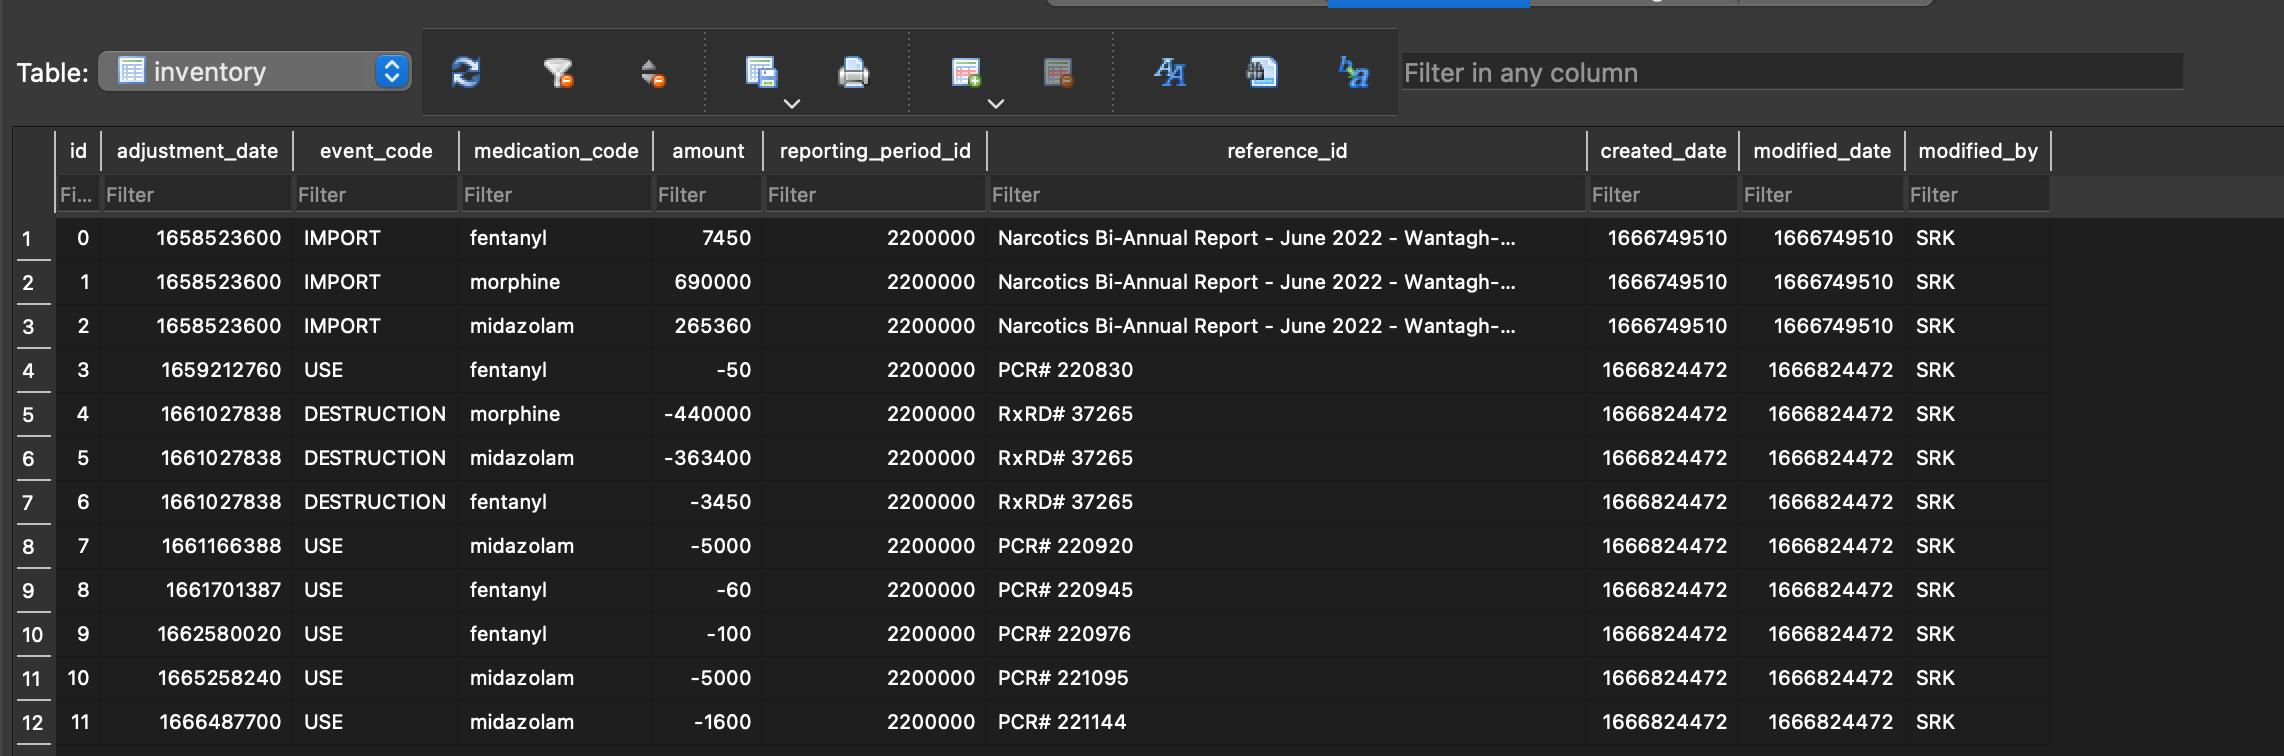 Table: inventory Filter in any column
id adjustment_date event_code medication_code amount reporting_period_id reference_id created_date modified_date modified_by
Fi... Filter Filter Filter Filter Filter Filter Filter Filter Filter
1 0 1658523600 IMPORT fentanyl 7450 2200000 Narcotics Bi-Annual Report - June 2022 - Wantagh-... 1666749510 1666749510 SRK
2 1 1658523600 IMPORT morphine 690000 2200000 Narcotics Bi-Annual Report - June 2022 - Wantagh-... 1666749510 1666749510 SRK
3 2 1658523600 IMPORT midazolam 265360 2200000 Narcotics Bi-Annual Report - June 2022 - Wantagh-... 1666749510 1666749510 SRK
4 3 1659212760 USE fentanyl -50 2200000 PCR# 220830 1666824472 1666824472 SRK
5 4 1661027838 DESTRUCTION morphine -440000 2200000 RxRD# 37265 1666824472 1666824472 SRK
6 5 1661027838 DESTRUCTION midazolam -363400 2200000 RxRD# 37265 1666824472 1666824472 SRK
7 6 1661027838 DESTRUCTION fentanyl -3450 2200000 RxRD# 37265 1666824472 1666824472 SRK
8 7 1661166388 USE midazolam -5000 2200000 PCR# 220920 1666824472 1666824472 SRK
9 8 1661701387 USE fentanyl -60 2200000 PCR# 220945 1666824472 1666824472 SRK
10 9 1662580020 USE fentanyl -100 2200000 PCR# 220976 1666824472 1666824472 SRK
11 10 1665258240 USE midazolam -5000 2200000 PCR# 221095 1666824472 1666824472 SRK
12 11 1666487700 USE midazolam -1600 2200000 PCR# 221144 1666824472 1666824472 SRK